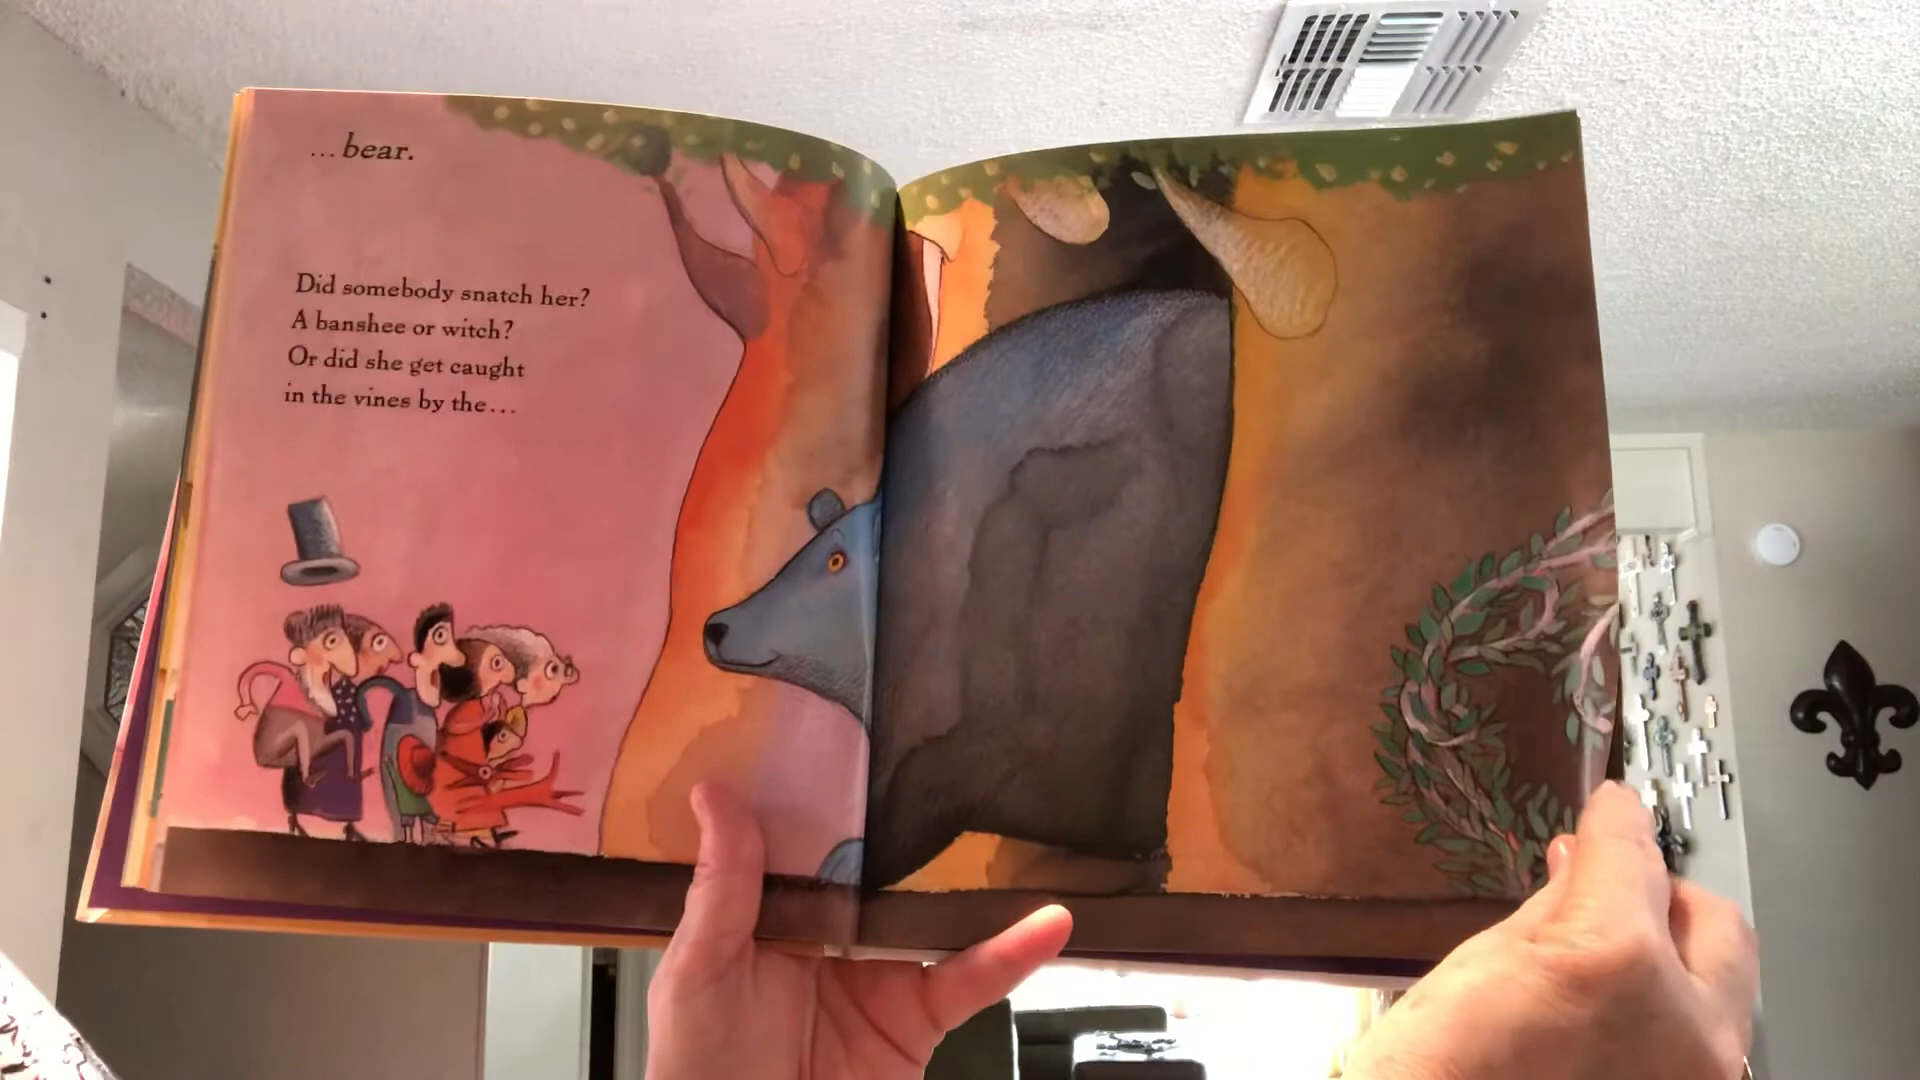 ...bear.
Did somebody snatch her?
A banshee or witch?
Or did she get caught
in the vines by the...